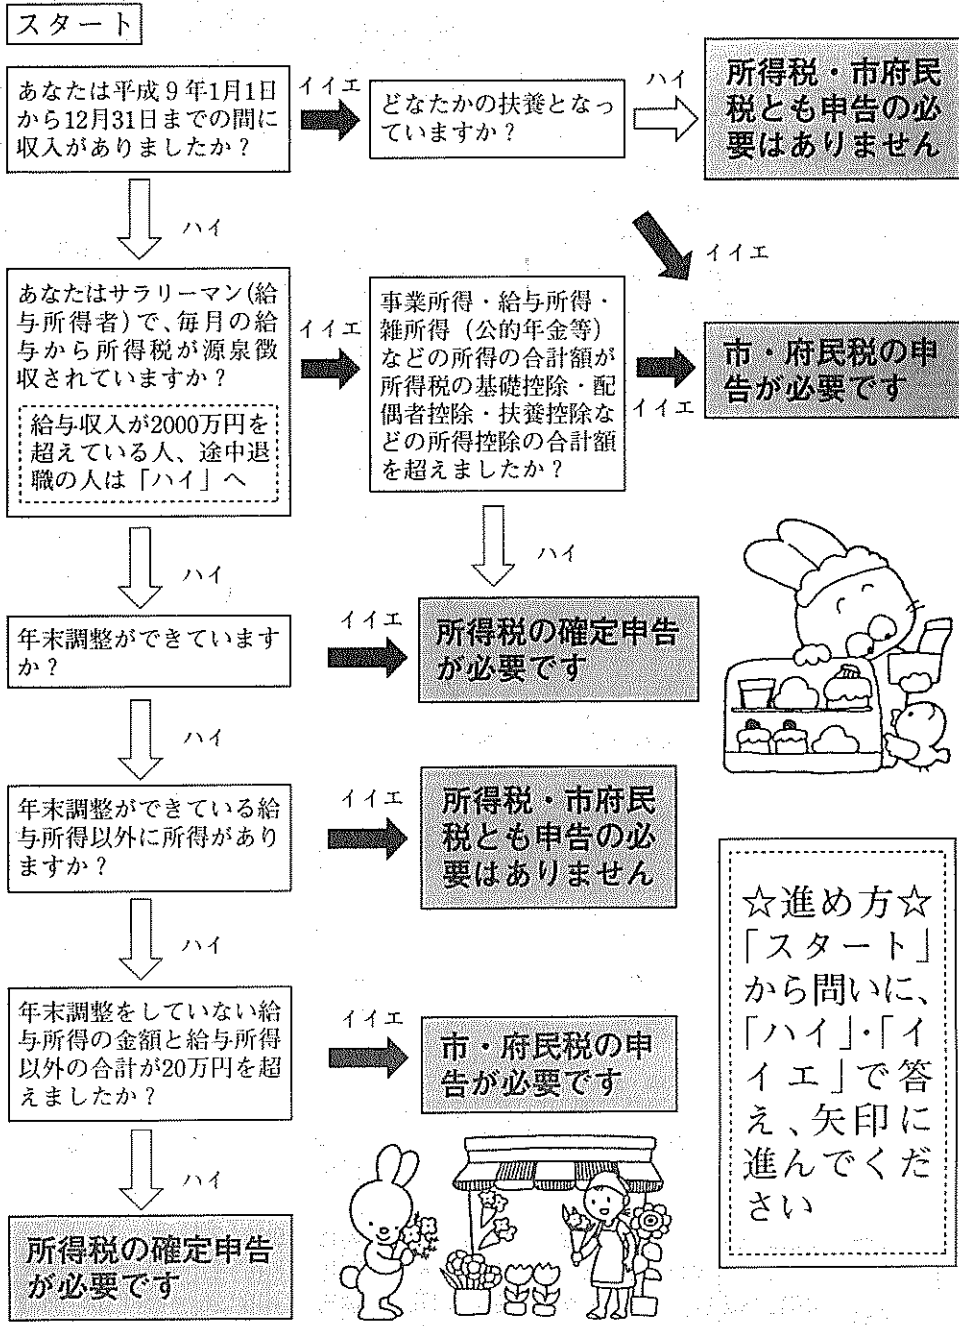 スタート
あなたは平成9年1月1日
から12月31日までの間に
収入がありましたか？
イイエ
どなたかの扶養となっ
ていますか？
ハイ
所得税・市府民
税とも申告の必
要はありません
ハイ
イイエ
あなたはサラリーマン(給
与所得者)で、毎月の給
与から所得税が源泉徴
収されていますか？
給与収入が2000万円を
超えている人、途中退
職の人は「ハイ」へ
イイエ
事業所得・給与所得・
雑所得（公的年金等）
などの所得の合計額が
所得税の基礎控除・配
偶者控除・扶養控除な
どの所得控除の合計額
を超えましたか？
イイエ
市・府民税の申
告が必要です
ハイ
ハイ
年末調整ができています
か？
イイエ
所得税の確定申告
が必要です
ハイ
年末調整ができている給
与所得以外に所得があり
ますか？
イイエ
所得税・市府民
税とも申告の必
要はありません
ハイ
年末調整をしていない給
与所得の金額と給与所得
以外の合計が20万円を超
えましたか？
イイエ
市・府民税の申
告が必要です
ハイ
所得税の確定申告
が必要です
☆進め方☆
「スタート」
から問いに、
「ハイ」・「イ
イエ」で答
え、矢印に
進んでくだ
さい